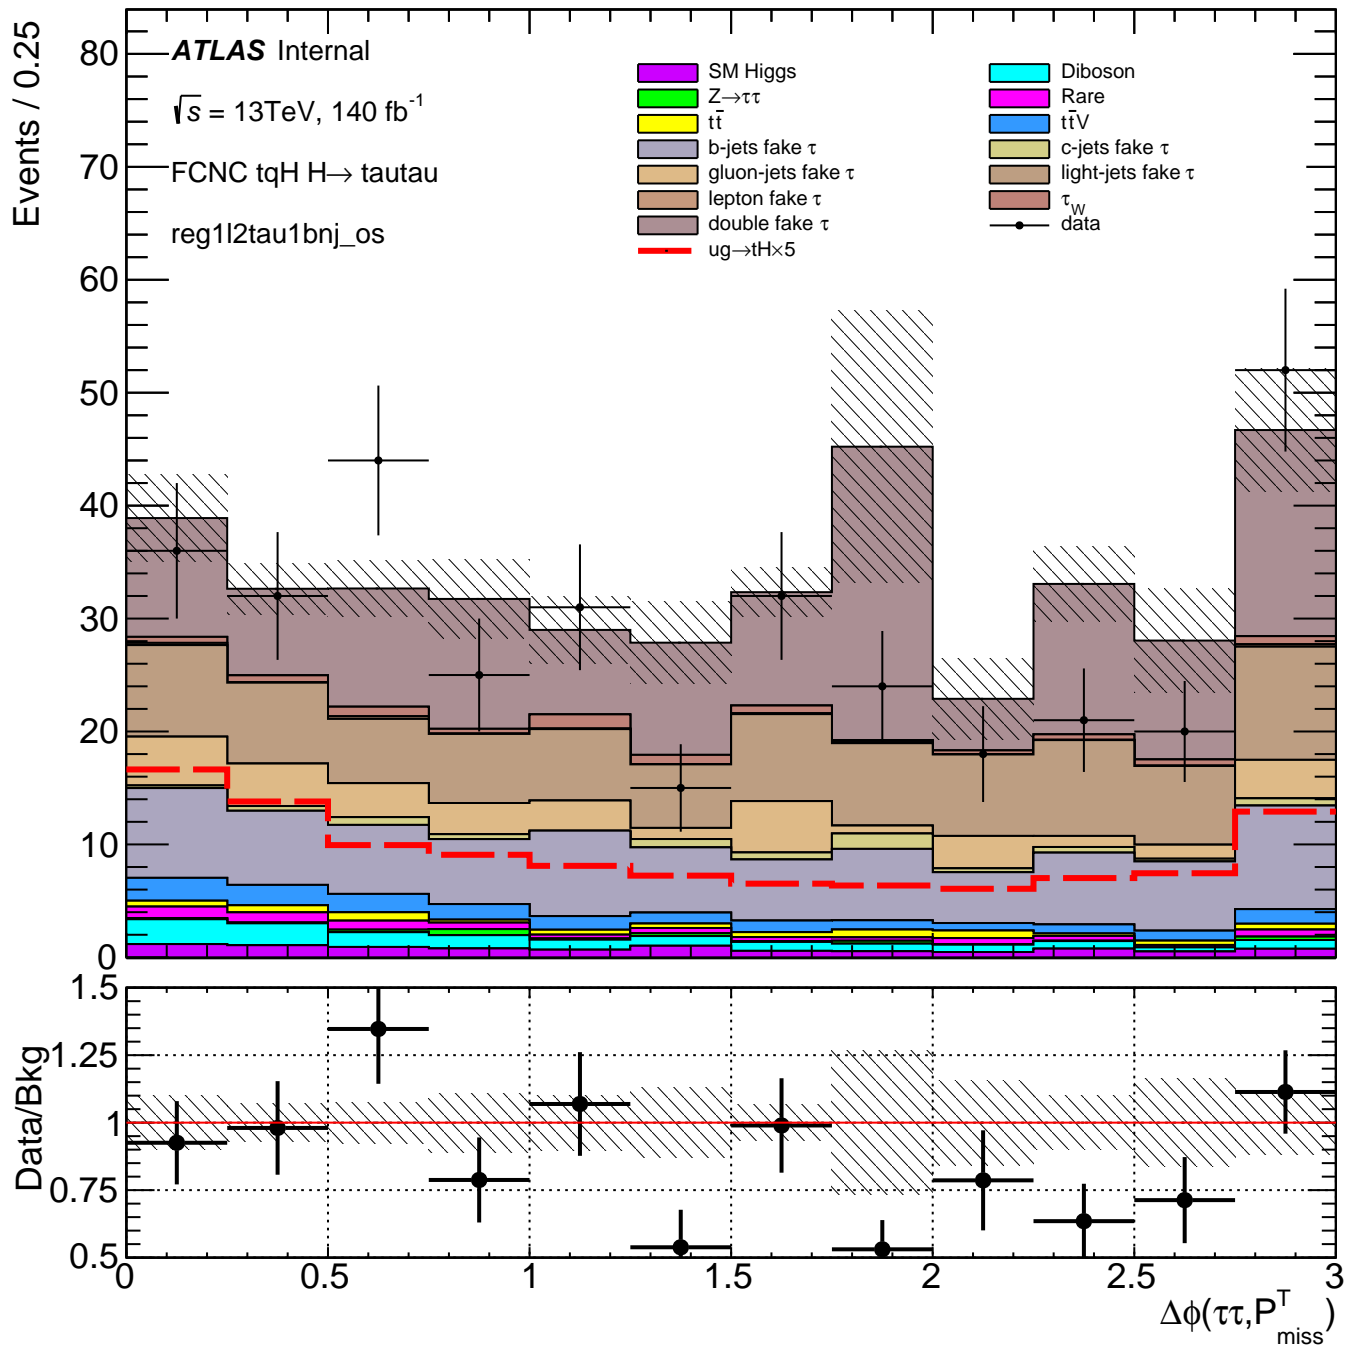 Events / 0.25
80
70
60
50
40
30
20
10
0
ATLAS Internal
√s = 13TeV, 140 fb⁻¹
FCNC tqH H→ tautau
reg1l2tau1bnj_os
SM Higgs
Z→ττ
tt̄
b-jets fake τ
gluon-jets fake τ
lepton fake τ
double fake τ
ug→tH×5
Diboson
Rare
tt̄V
c-jets fake τ
light-jets fake τ
τ_W
data
Data/Bkg
1.5
1.25
1
0.75
0.5
0 0.5 1 1.5 2 2.5 3
Δϕ(ττ,P^T_miss)